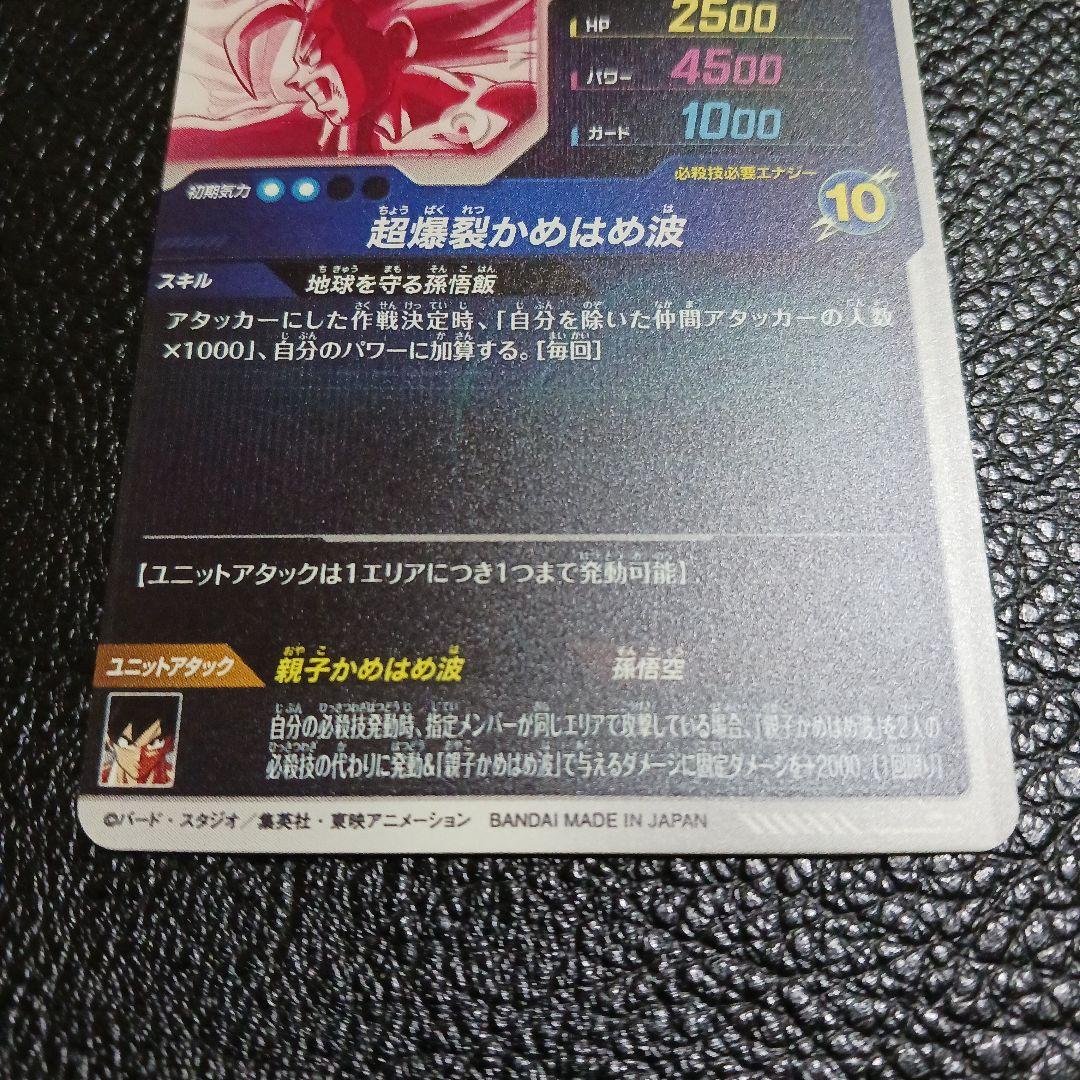 HP 2500
パワー 4500
ガード 1000
初期気力
必殺技必要エナジー 10
超爆裂かめはめ波
スキル 地球を守る孫悟飯
アタッカーにした作戦決定時、「自分を除いた仲間アタッカーの人数
×1000」、自分のパワーに加算する。[毎回]
【ユニットアタックは1エリアにつき1つまで発動可能】
ユニットアタック 親子かめはめ波 孫悟空
自分の必殺技発動時、指定メンバーが同じエリアで攻撃している場合、「親子かめはめ波」を2人の
必殺技の代わりに発動&「親子かめはめ波」で与えるダメージに固定ダメージを+2000 [1回限り]
©バード・スタジオ／集英社・東映アニメーション BANDAI MADE IN JAPAN